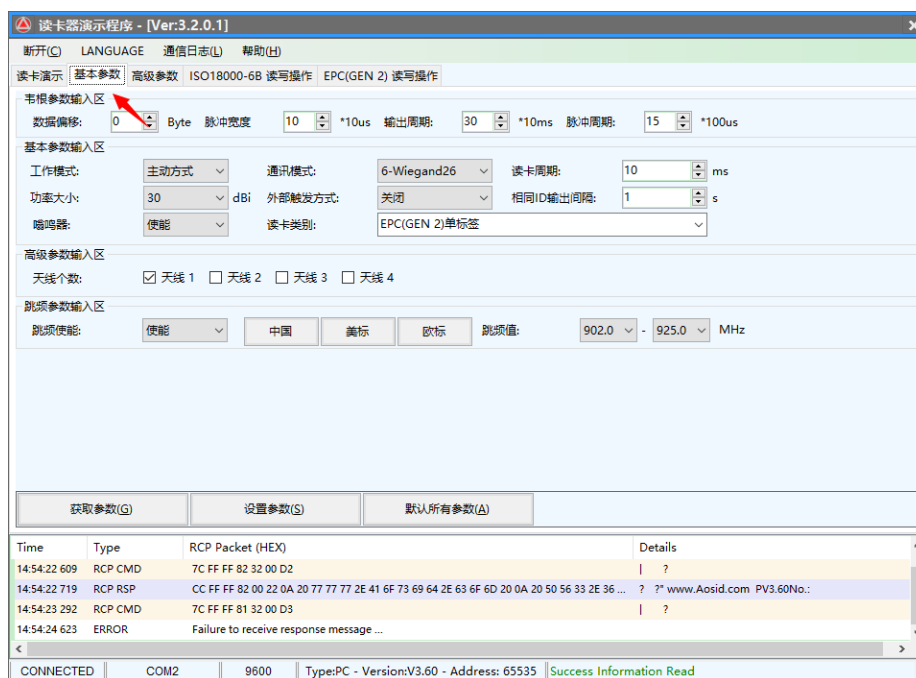 读卡器演示程序 - [Ver:3.2.0.1]
断开(C) LANGUAGE 通信日志(L) 帮助(H)
读卡演示 基本参数 高级参数 ISO18000-6B 读写操作 EPC(GEN 2) 读写操作
韦根参数输入区
数据偏移: 0 Byte 脉冲宽度 10 *10us 输出周期: 30 *10ms 脉冲周期: 15 *100us
基本参数输入区
工作模式: 主动方式 通讯模式: 6-Wiegand26 读卡周期: 10 ms
功率大小: 30 dBi 外部触发方式: 关闭 相同ID输出间隔: 1 s
嗡鸣器: 使能 读卡类别: EPC(GEN 2)单标签
高级参数输入区
天线个数: 天线 1 天线 2 天线 3 天线 4
跳频参数输入区
跳频使能: 使能 中国 美标 欧标 跳频值: 902.0 - 925.0 MHz
获取参数(G) 设置参数(S) 默认所有参数(A)
Time Type RCP Packet (HEX) Details
14:54:22 609 RCP CMD 7C FF FF 82 32 00 D2 | ?
14:54:22 719 RCP RSP CC FF FF 82 00 22 0A 20 77 77 77 2E 41 6F 73 69 64 2E 63 6F 6D 20 0A 20 50 56 33 2E 36 ... ? ?" www.Aosid.com PV3.60No.:
14:54:23 292 RCP CMD 7C FF FF 81 32 00 D3 | ?
14:54:24 623 ERROR Failure to receive response message ...
CONNECTED COM2 9600 Type:PC - Version:V3.60 - Address: 65535 Success Information Read